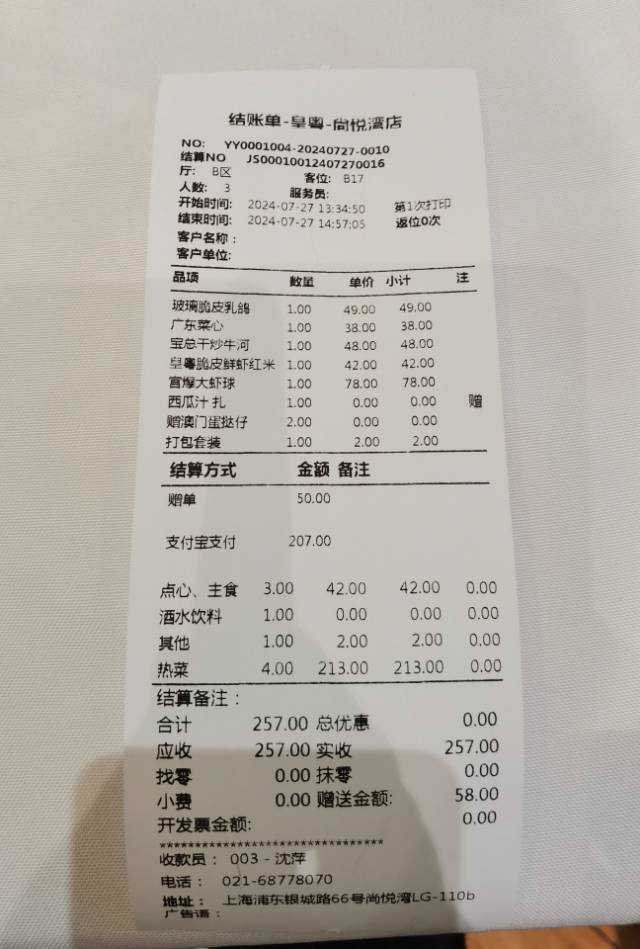 结账单-皇粤-尚悦湾店
NO: YY0001004-20240727-0010
结算NO JS00010012407270016
厅: B区 客位: B17
人数: 3 服务员:
开始时间: 2024-07-27 13:34:50 第1次打印
结束时间: 2024-07-27 14:57:05 返位0次
客户名称：
客户单位:
品项 数量 单价 小计 注
玻璃脆皮乳鸽 1.00 49.00 49.00
广东菜心 1.00 38.00 38.00
宝总干炒牛河 1.00 48.00 48.00
皇粤脆皮鲜虾红米 1.00 42.00 42.00
宫爆大虾球 1.00 78.00 78.00
西瓜汁 扎 1.00 0.00 0.00 赠
赠澳门蛋挞仔 2.00 0.00 0.00
打包套装 1.00 2.00 2.00
结算方式 金额 备注
赠单 50.00
支付宝支付 207.00
点心、主食 3.00 42.00 42.00 0.00
酒水饮料 1.00 0.00 0.00 0.00
其他 1.00 2.00 2.00 0.00
热菜 4.00 213.00 213.00 0.00
结算备注：
合计 257.00 总优惠 0.00
应收 257.00 实收 257.00
找零 0.00 抹零 0.00
小费 0.00 赠送金额: 58.00
开发票金额: 0.00
********************************
收款员： 003 - 沈萍
电话： 021-68778070
地址： 上海浦东银城路66号尚悦湾LG-110b
广告语：